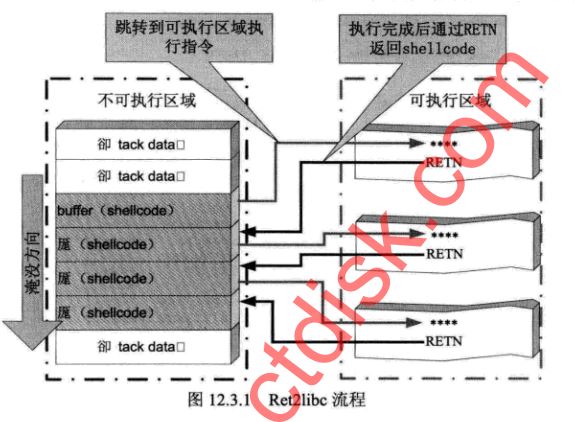 跳转到可执行区域执
行指令
执行完成后通过RETN
返回shellcode
不可执行区域
可执行区域
卻 tack data□
卻 tack data□
buffer（shellcode）
（shellcode）
（shellcode）
（shellcode）
卻 tack data□
淹没方向
****
RETN
****
RETN
****
RETN
ctdisk.com
图 12.3.1 Ret2libc 流程